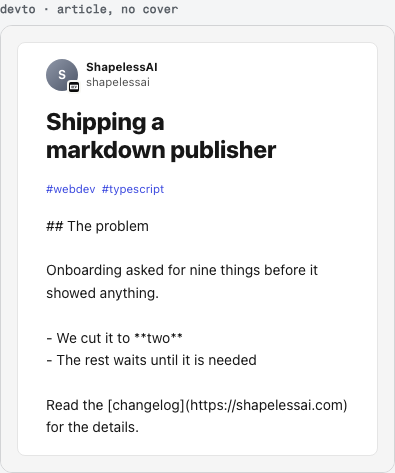 devto · article, no cover
S
ShapelessAI
shapelessai
Shipping a
markdown publisher
#webdev #typescript
## The problem
Onboarding asked for nine things before it
showed anything.
- We cut it to **two**
- The rest waits until it is needed
Read the [changelog](https://shapelessai.com)
for the details.